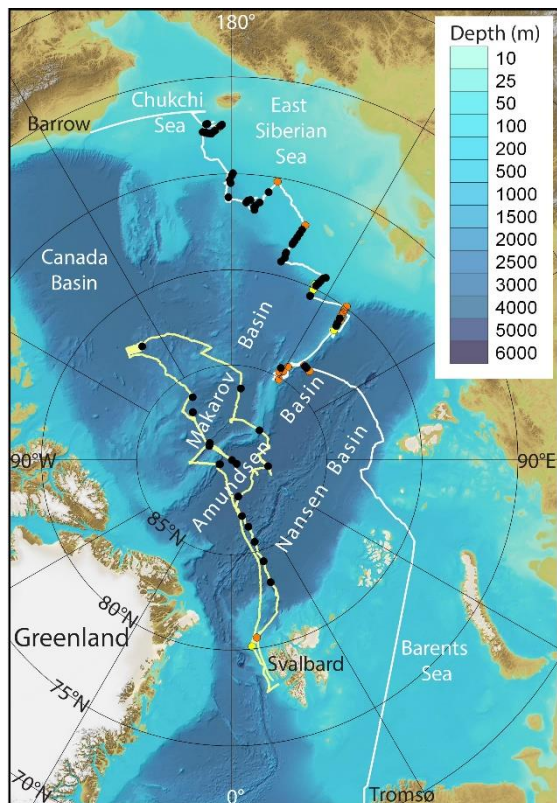 180°
Depth (m)
10
25
50
100
200
500
1000
1500
2000
2500
3000
4000
5000
6000
Chukchi
Sea
East
Siberian
Sea
Barrow
Canada
Basin
Makarov Basin
Amundsen Basin
Nansen Basin
90°W
90°E
85°N
80°N
75°N
70°N
Greenland
Svalbard
Barents
Sea
0°
Tromsø